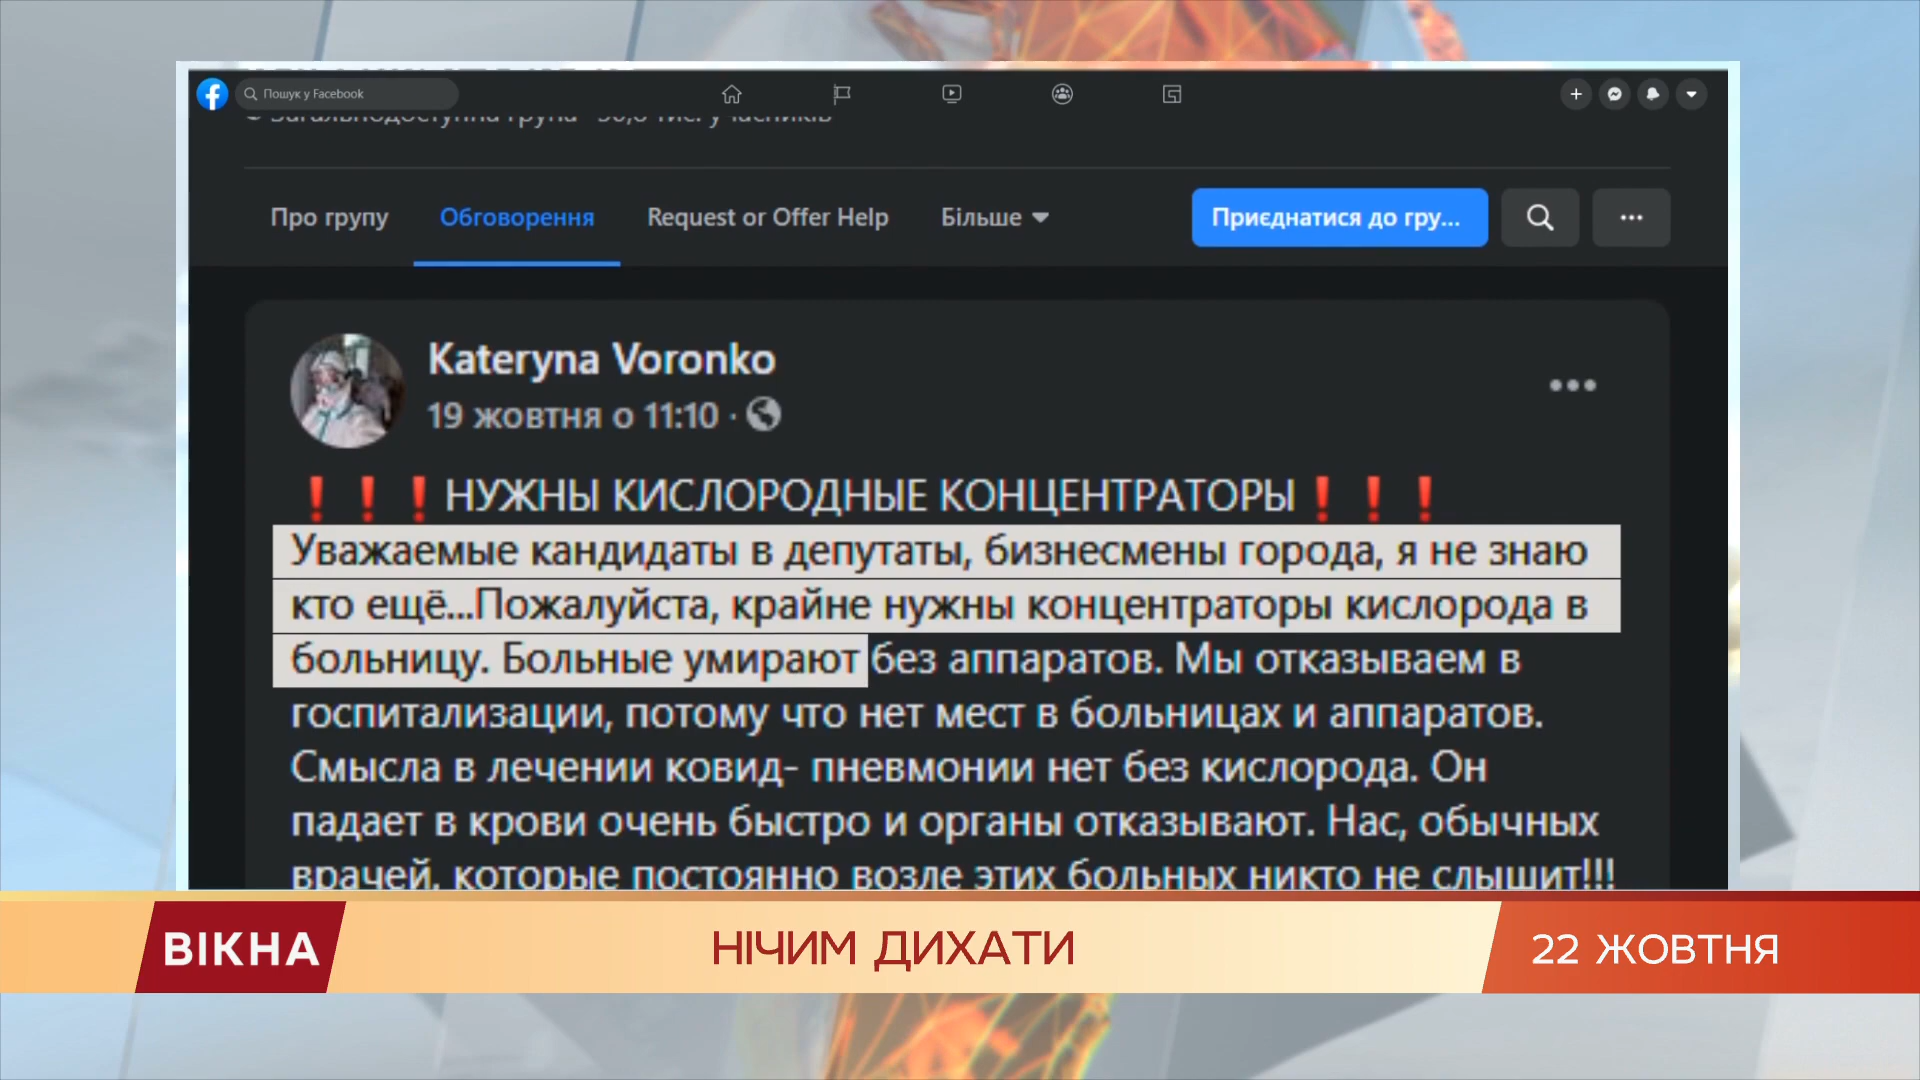 Пошук у Facebook
Загальнодоступна група
Про групу Обговорення Request or Offer Help Більше Приєднатися до гру... ...
Kateryna Voronko
19 жовтня о 11:10 ·
❗❗❗НУЖНЫ КИСЛОРОДНЫЕ КОНЦЕНТРАТОРЫ❗❗❗
Уважаемые кандидаты в депутаты, бизнесмены города, я не знаю
кто ещё...Пожалуйста, крайне нужны концентраторы кислорода в
больницу. Больные умирают без аппаратов. Мы отказываем в
госпитализации, потому что нет мест в больницах и аппаратов.
Смысла в лечении ковид- пневмонии нет без кислорода. Он
падает в крови очень быстро и органы отказывают. Нас, обычных
врачей, которые постоянно возле этих больных никто не слышит!!!
ВІКНА НІЧИМ ДИХАТИ 22 ЖОВТНЯ